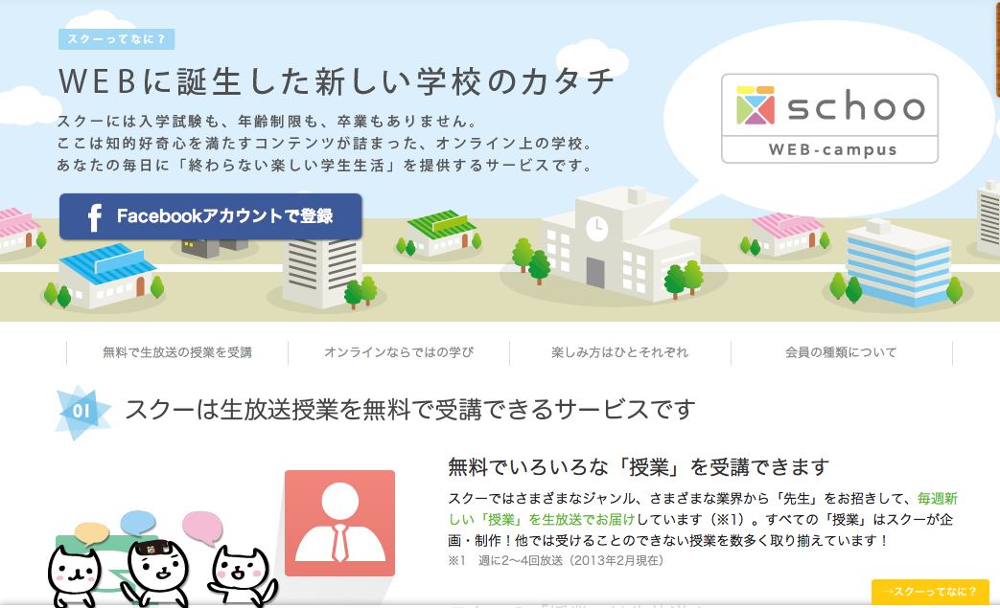 スクーってなに？
WEBに誕生した新しい学校のカタチ
スクーには入学試験も、年齢制限も、卒業もありません。
ここは知的好奇心を満たすコンテンツが詰まった、オンライン上の学校。
あなたの毎日に「終わらない楽しい学生生活」を提供するサービスです。
Facebookアカウントで登録
schoo
WEB-campus
無料で生放送の授業を受講
オンラインならではの学び
楽しみ方はひとそれぞれ
会員の種類について
01
スクーは生放送授業を無料で受講できるサービスです
無料でいろいろな「授業」を受講できます
スクーではさまざまなジャンル、さまざまな業界から「先生」をお招きして、毎週新
しい「授業」を生放送でお届けしています（※1）。すべての「授業」はスクーが企
画・制作！他では受けることのできない授業を数多く取り揃えています！
※1　週に2〜4回放送（2013年2月現在）
→スクーってなに？